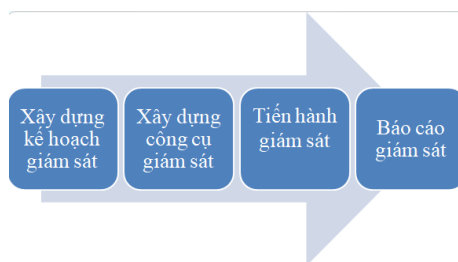 Xây dựng
kế hoạch
giám sát
Xây dựng
công cụ
giám sát
Tiến hành
giám sát
Báo cáo
giám sát